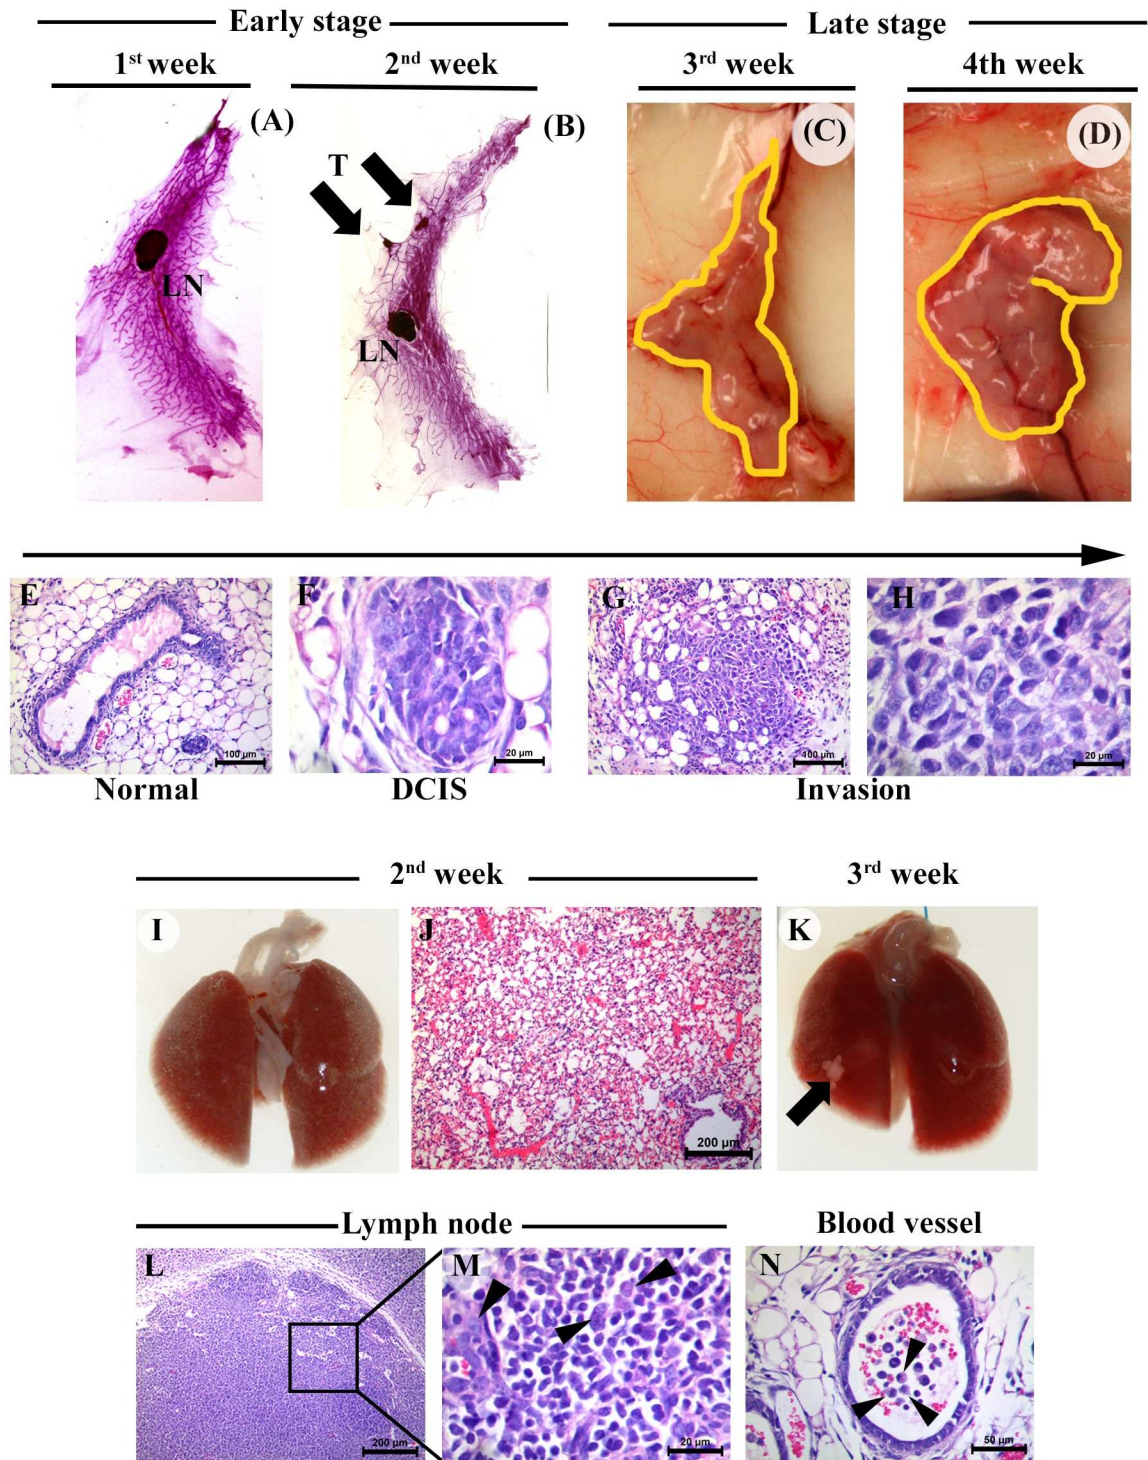 Early stage
Late stage
1st week
2nd week
3rd week
4th week
(A)
(B)
(C)
(D)
T
LN
LN
E
F
G
H
100 µm
20 µm
100 µm
20 µm
Normal
DCIS
Invasion
2nd week
3rd week
I
J
K
200 µm
Lymph node
Blood vessel
L
M
N
200 µm
20 µm
50 µm